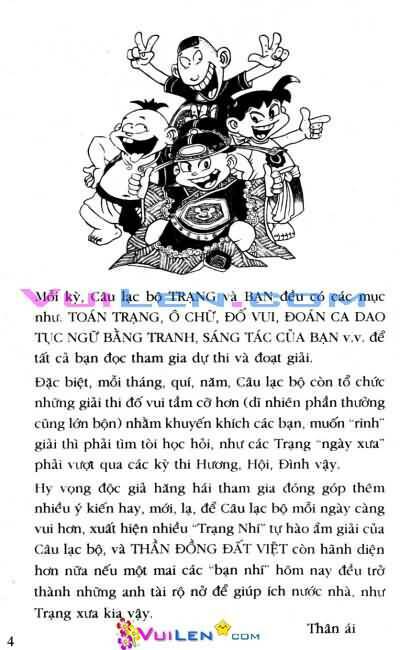 VuiLen.com
Mỗi kỳ, Câu lạc bộ TRẠNG và BẠN đều có các mục
như. TOÁN TRẠNG, Ô CHỮ, ĐỐ VUI, ĐOÁN CA DAO
TỤC NGỮ BẰNG TRANH, SÁNG TÁC CỦA BẠN v.v. để
tất cả bạn đọc tham gia dự thi và đoạt giải.
Đặc biệt, mỗi tháng, quí, năm, Câu lạc bộ còn tổ chức
những giải thi đố vui tầm cỡ hơn (dĩ nhiên phần thưởng
cũng lớn bộn) nhằm khuyến khích các bạn, muốn "rinh"
giải thì phải tìm tòi học hỏi, như các Trạng "ngày xưa"
phải vượt qua các kỳ thi Hương, Hội, Đình vậy.
Hy vọng độc giả hăng hái tham gia đóng góp thêm
nhiều ý kiến hay, mới, lạ, để Câu lạc bộ mỗi ngày càng
vui hơn, xuất hiện nhiều "Trạng Nhí" tự hào ẵm giải của
Câu lạc bộ, và THẦN ĐỒNG ĐẤT VIỆT còn hãnh diện
hơn nữa nếu một mai các "bạn nhí" hôm nay đều trở
thành những anh tài rộ nở để giúp ích nước nhà, như
Trạng xưa kia vậy.
Thân ái
4
VuiLen.com